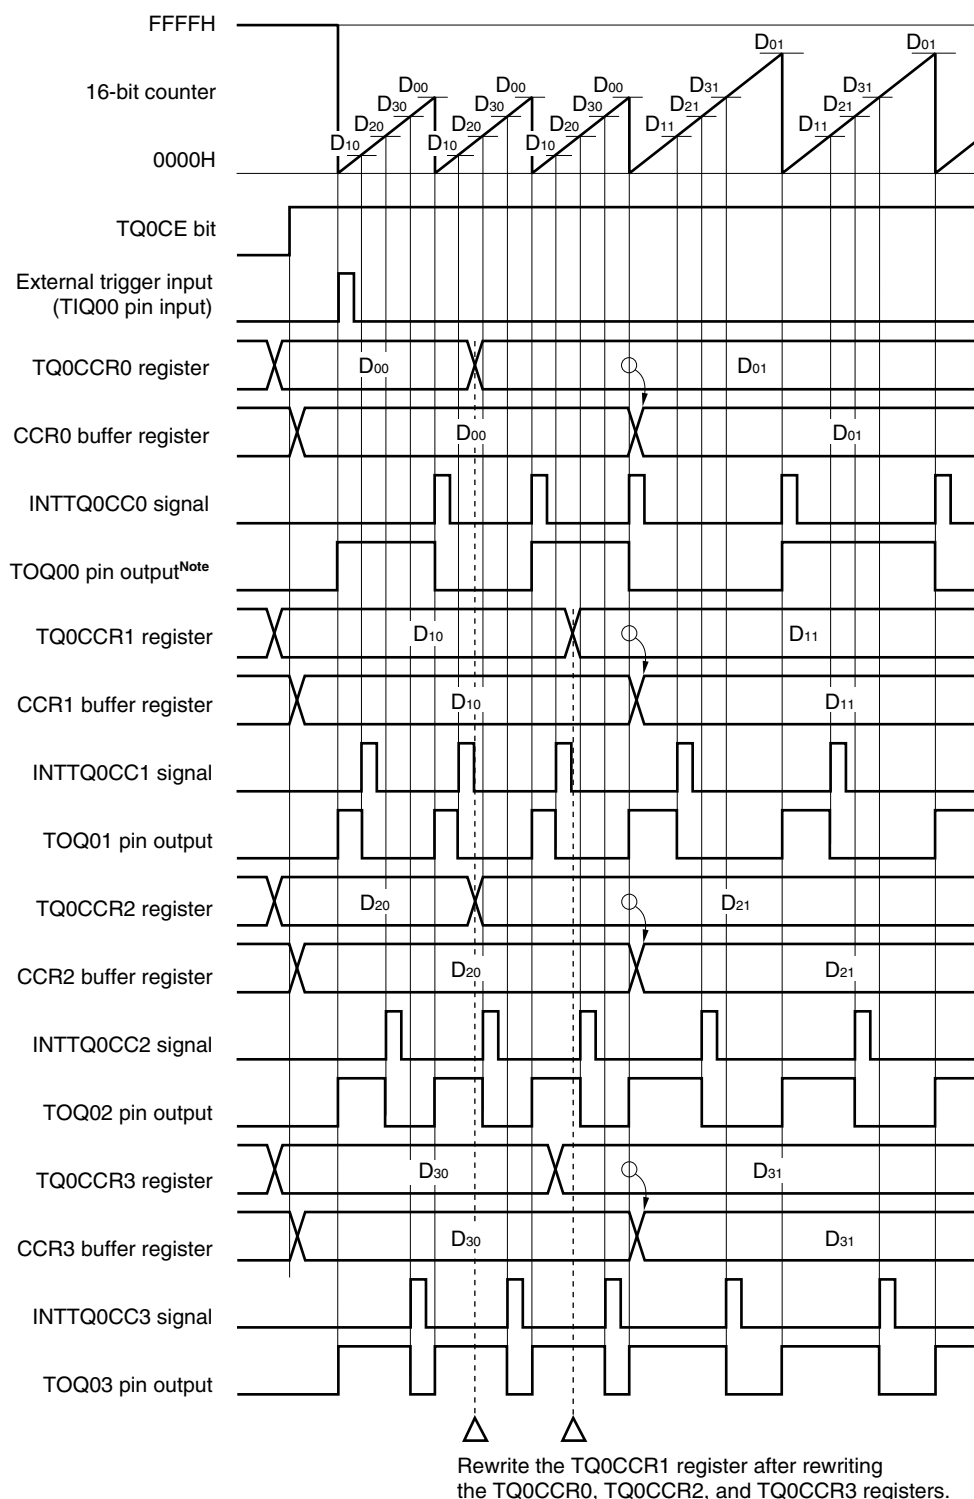 FFFFH
D01 D01
16-bit counter
D00 D00 D00 D31 D31
D30 D30 D30 D21 D21
D20 D20 D20 D11 D11
D10 D10 D10
0000H
TQ0CE bit
External trigger input
(TIQ00 pin input)
TQ0CCR0 register D00 D01
CCR0 buffer register D00 D01
INTTQ0CC0 signal
TOQ00 pin outputNote
TQ0CCR1 register D10 D11
CCR1 buffer register D10 D11
INTTQ0CC1 signal
TOQ01 pin output
TQ0CCR2 register D20 D21
CCR2 buffer register D20 D21
INTTQ0CC2 signal
TOQ02 pin output
TQ0CCR3 register D30 D31
CCR3 buffer register D30 D31
INTTQ0CC3 signal
TOQ03 pin output
Rewrite the TQ0CCR1 register after rewriting
the TQ0CCR0, TQ0CCR2, and TQ0CCR3 registers.